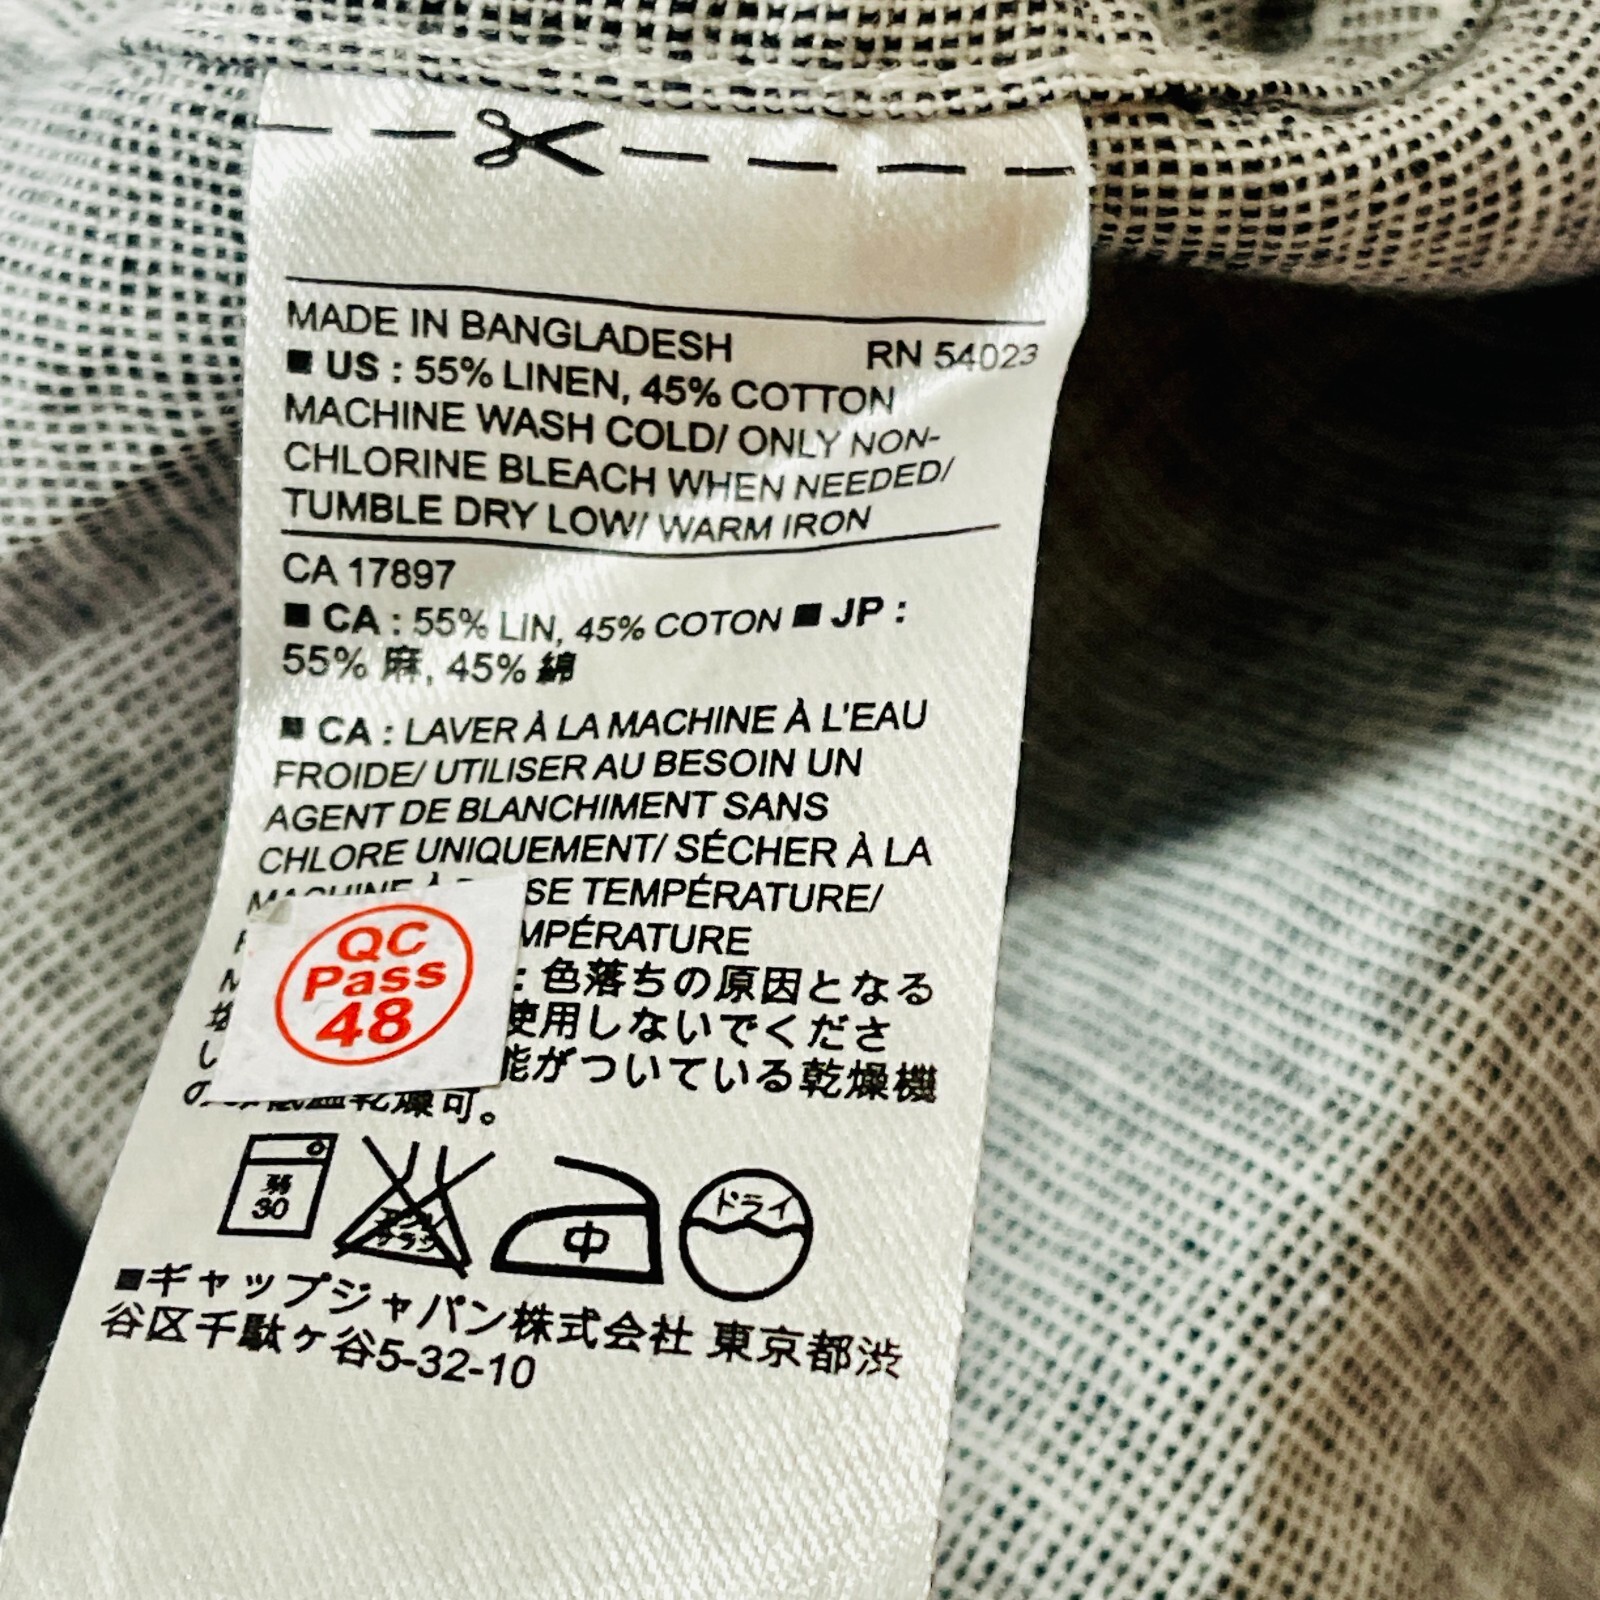 MADE IN BANGLADESH RN 54023
■ US : 55% LINEN, 45% COTTON
MACHINE WASH COLD/ ONLY NON-
CHLORINE BLEACH WHEN NEEDED/
TUMBLE DRY LOW/ WARM IRON
CA 17897
■ CA : 55% LIN, 45% COTON ■ JP :
55% 麻, 45% 綿
■ CA : LAVER À LA MACHINE À L'EAU
FROIDE/ UTILISER AU BESOIN UN
AGENT DE BLANCHIMENT SANS
CHLORE UNIQUEMENT/ SÉCHER À LA
MACHINE À SE TEMPÉRATURE/
MPÉRATURE
: 色落ちの原因となる
使用しないでくださ
能がついている乾燥機
乾燥可。
QC
Pass
48
弱
30
中
ドライ
■ギャップジャパン株式会社 東京都渋
谷区千駄ヶ谷5-32-10